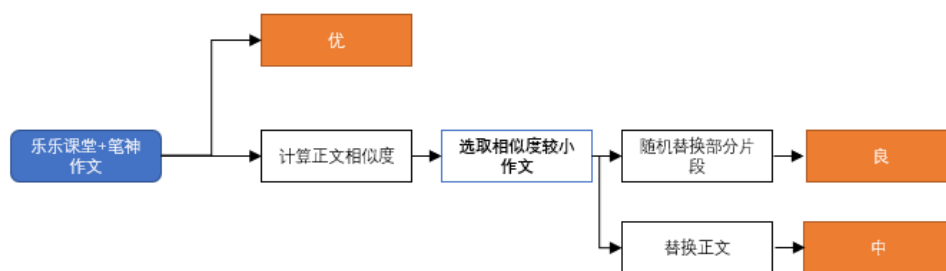 优
乐乐课堂+笔神
作文
计算正文相似度
选取相似度较小
作文
随机替换部分片
段
良
替换正文
中